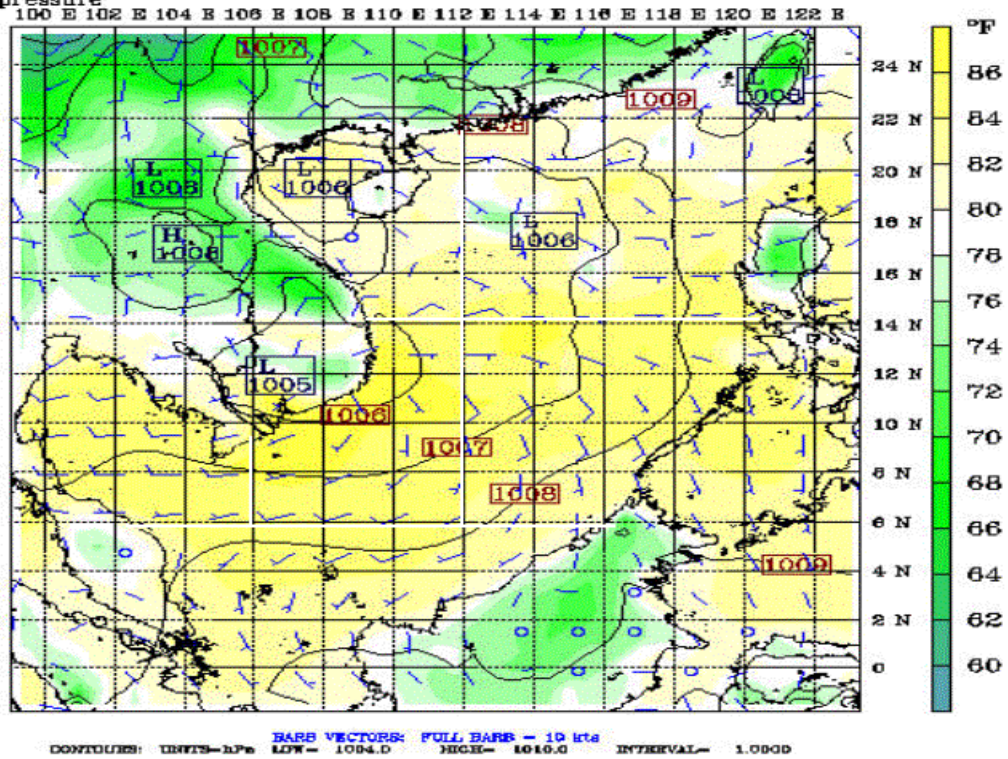 pressure
100 E 102 E 104 E 106 E 108 E 110 E 112 E 114 E 116 E 118 E 120 E 122 E
°F
1007
24 N
86
L
1008
1009
84
22 N
1008
82
L
1008
L
1006
20 N
80
L
1006
18 N
H
1008
78
16 N
76
14 N
74
L
1005
12 N
72
1006
10 N
70
1007
8 N
68
1008
6 N
66
1009
4 N
64
2 N
62
0
60
BARB VECTORS: FULL BARB = 10 kts
CONTOURS: UNITS=hPa LOW= 1004.0 HIGH= 1010.0 INTERVAL= 1.0000